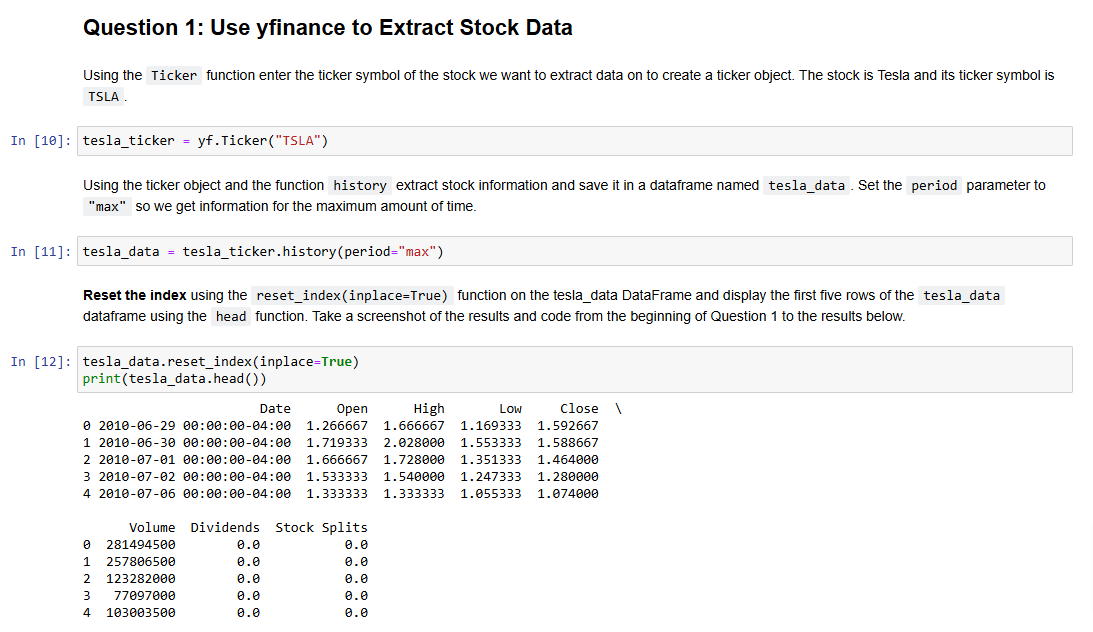 Question 1: Use yfinance to Extract Stock Data
Using the Ticker function enter the ticker symbol of the stock we want to extract data on to create a ticker object. The stock is Tesla and its ticker symbol is
TSLA .
In [10]: tesla_ticker = yf.Ticker("TSLA")
Using the ticker object and the function history extract stock information and save it in a dataframe named tesla_data . Set the period parameter to
"max" so we get information for the maximum amount of time.
In [11]: tesla_data = tesla_ticker.history(period="max")
Reset the index using the reset_index(inplace=True) function on the tesla_data DataFrame and display the first five rows of the tesla_data
dataframe using the head function. Take a screenshot of the results and code from the beginning of Question 1 to the results below.
In [12]: tesla_data.reset_index(inplace=True)
print(tesla_data.head())
Date Open High Low Close \
0 2010-06-29 00:00:00-04:00 1.266667 1.666667 1.169333 1.592667
1 2010-06-30 00:00:00-04:00 1.719333 2.028000 1.553333 1.588667
2 2010-07-01 00:00:00-04:00 1.666667 1.728000 1.351333 1.464000
3 2010-07-02 00:00:00-04:00 1.533333 1.540000 1.247333 1.280000
4 2010-07-06 00:00:00-04:00 1.333333 1.333333 1.055333 1.074000
Volume Dividends Stock Splits
0 281494500 0.0 0.0
1 257806500 0.0 0.0
2 123282000 0.0 0.0
3 77097000 0.0 0.0
4 103003500 0.0 0.0